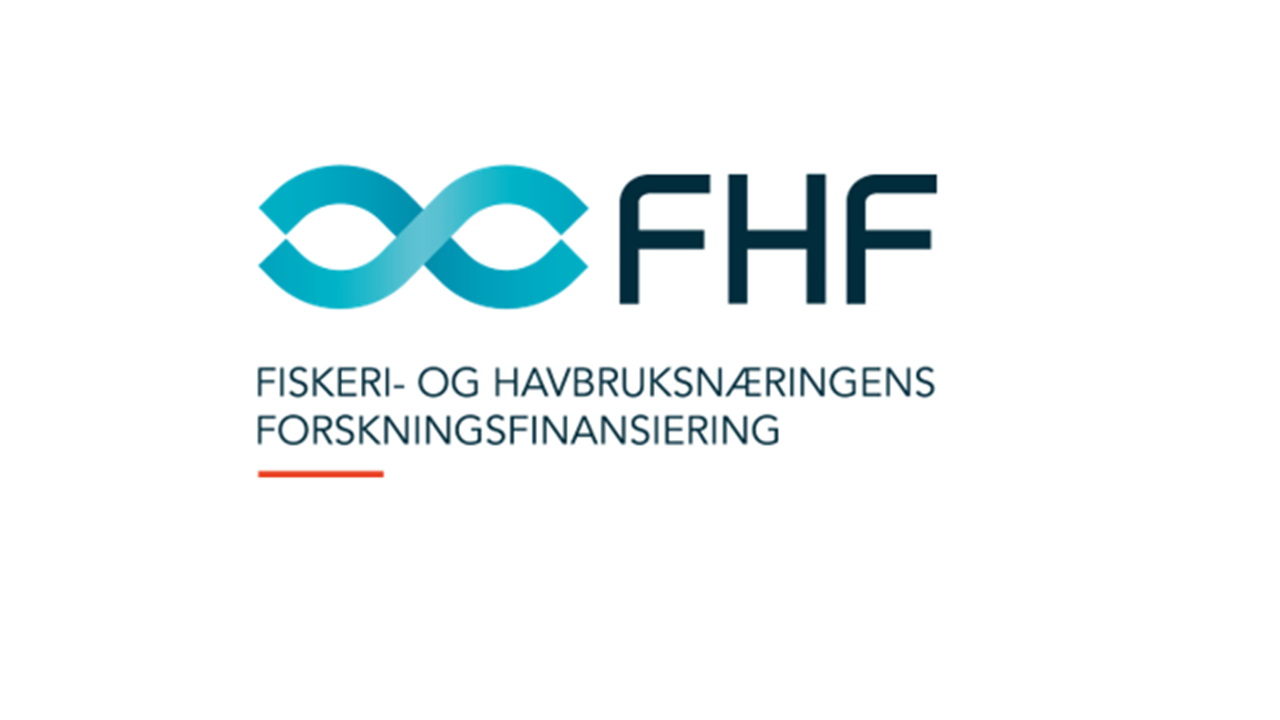 FHF
FISKERI- OG HAVBRUKSNÆRINGENS
FORSKNINGSFINANSIERING